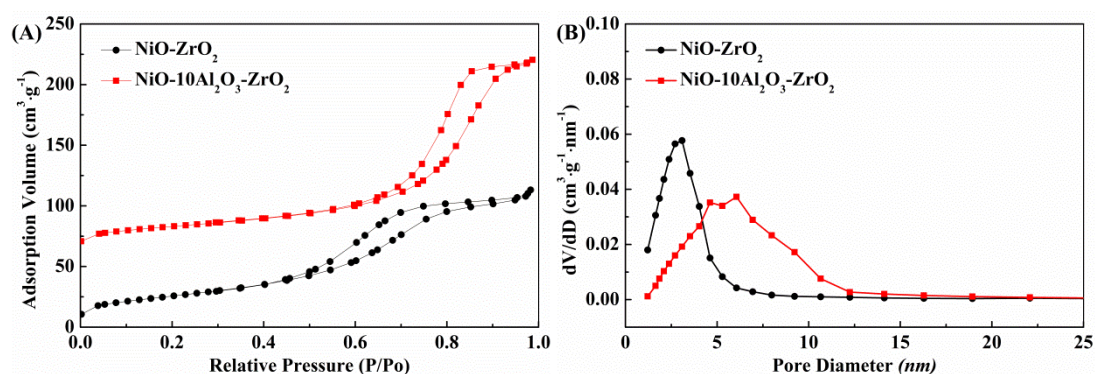 (A)
NiO-ZrO₂
NiO-10Al₂O₃-ZrO₂
Adsorption Volume (cm³·g⁻¹)
250
200
150
100
50
0
0.0 0.2 0.4 0.6 0.8 1.0
Relative Pressure (P/Po)
(B)
NiO-ZrO₂
NiO-10Al₂O₃-ZrO₂
dV/dD (cm³·g⁻¹·nm⁻¹)
0.10
0.08
0.06
0.04
0.02
0.00
0 5 10 15 20 25
Pore Diameter (nm)